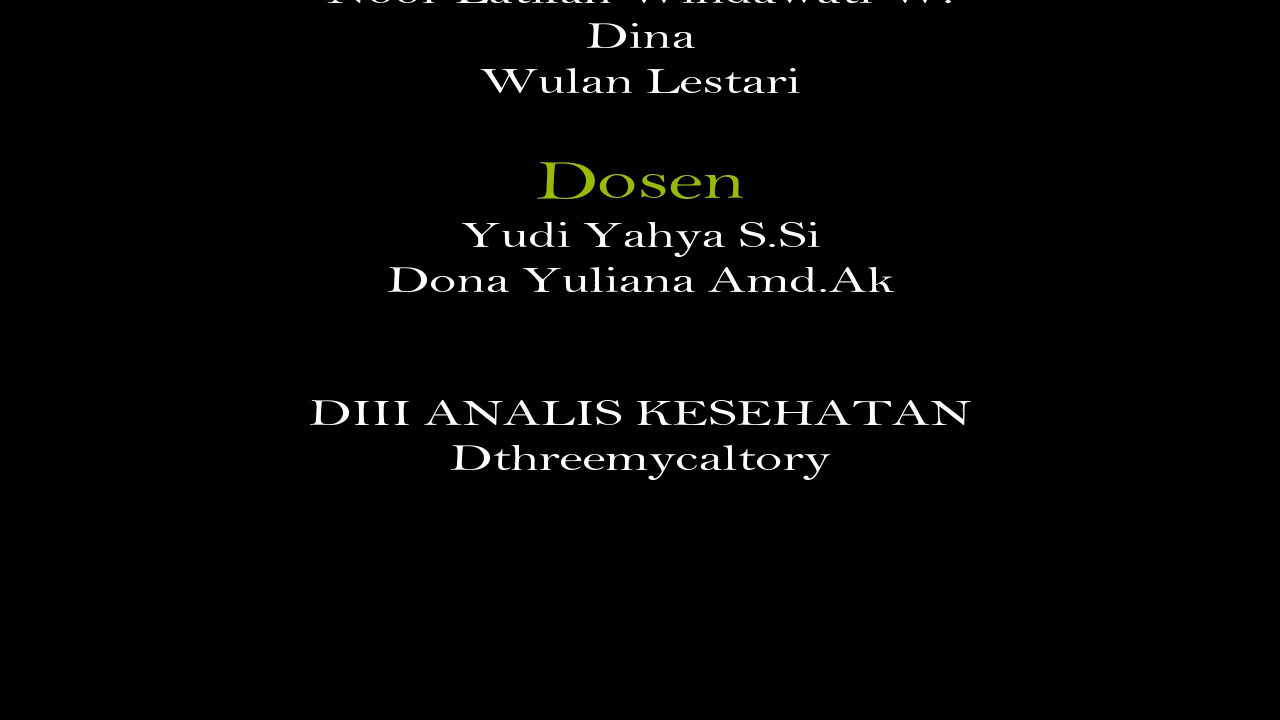 Dina
Wulan Lestari
Dosen
Yudi Yahya S.Si
Dona Yuliana Amd.Ak
DIII ANALIS KESEHATAN
Dthreemycaltory